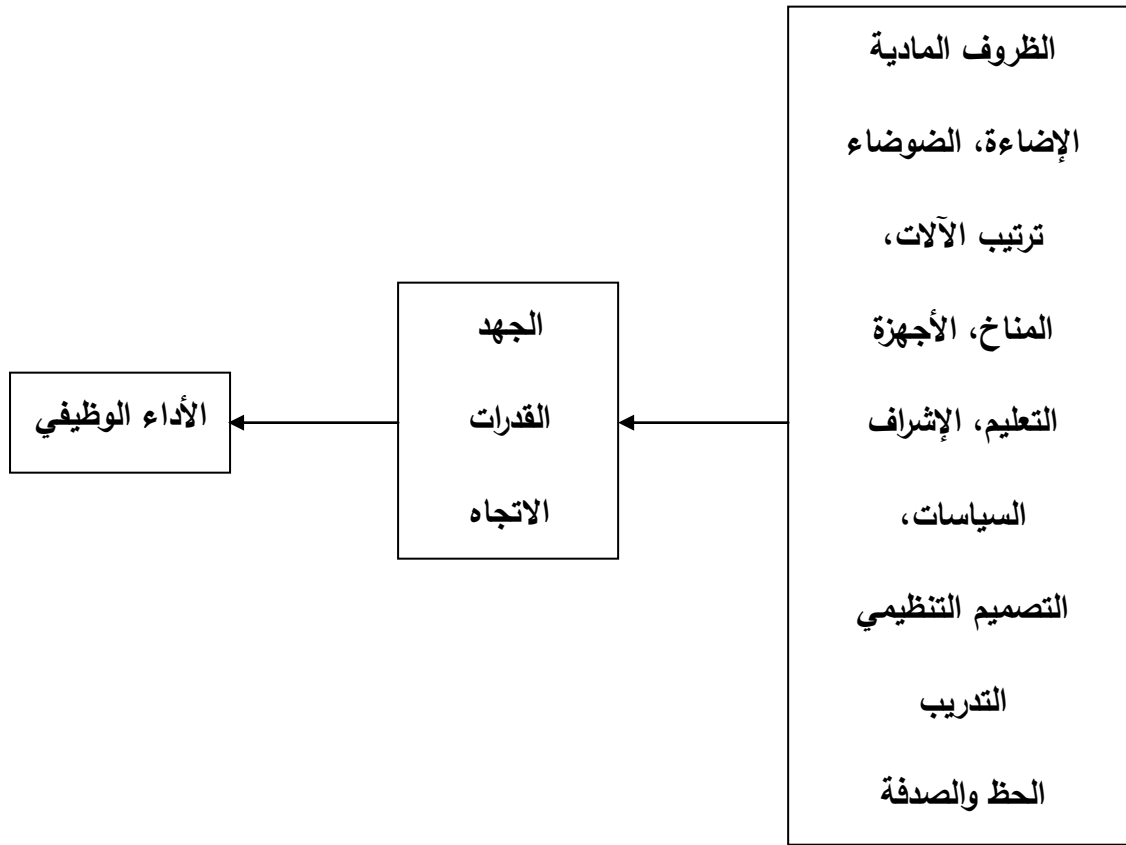 الظروف المادية
الإضاءة، الضوضاء
ترتيب الآلات،
المناخ، الأجهزة
التعليم، الإشراف
السياسات،
التصميم التنظيمي
التدريب
الحظ والصدفة
الجهد
القدرات
الاتجاه
الأداء الوظيفي